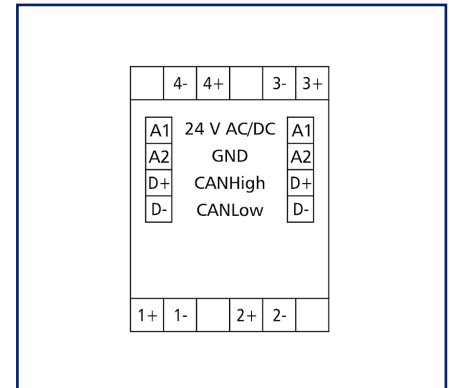 4- 4+ 3- 3+
A1 24 V AC/DC A1
A2 GND A2
D+ CANHigh D+
D- CANLow D-
1+ 1- 2+ 2-